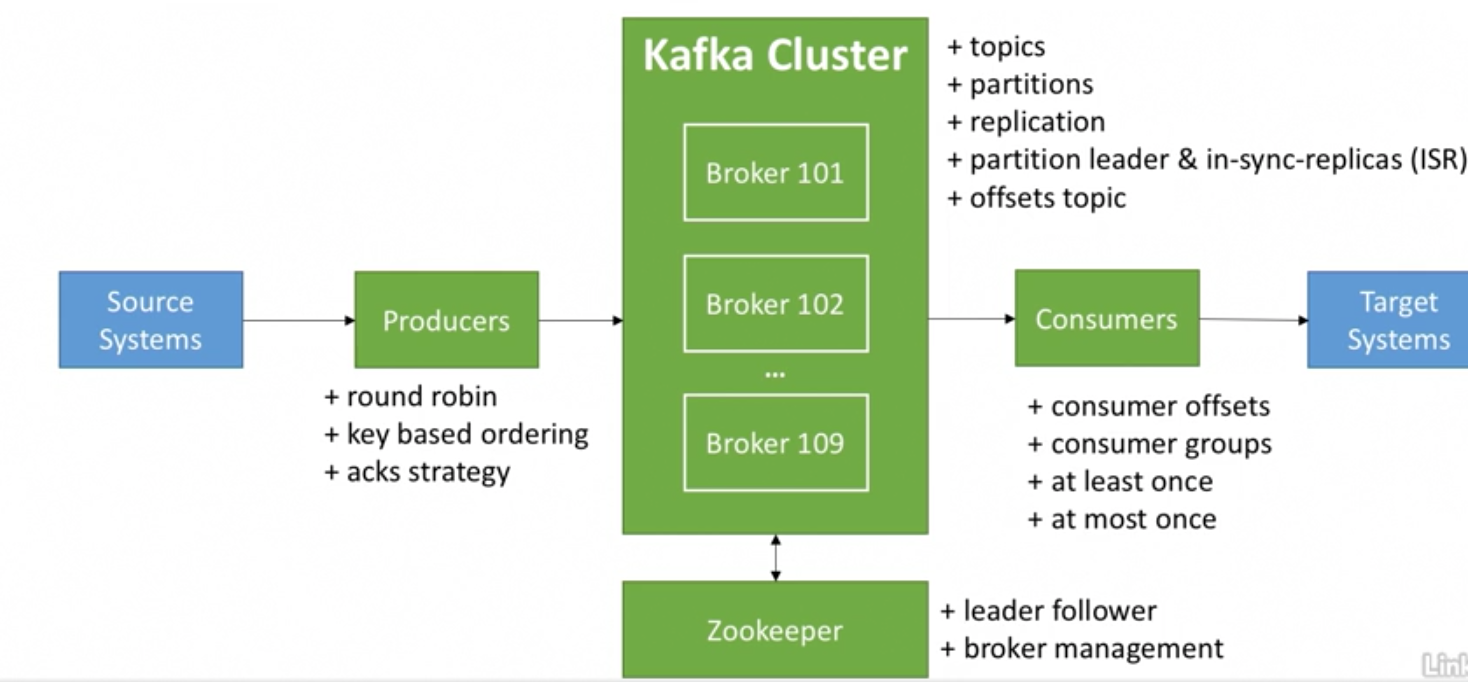 Kafka Cluster
Broker 101
Broker 102
...
Broker 109
+ topics
+ partitions
+ replication
+ partition leader & in-sync-replicas (ISR)
+ offsets topic
Source
Systems
Producers
+ round robin
+ key based ordering
+ acks strategy
Consumers
+ consumer offsets
+ consumer groups
+ at least once
+ at most once
Target
Systems
Zookeeper
+ leader follower
+ broker management
Link